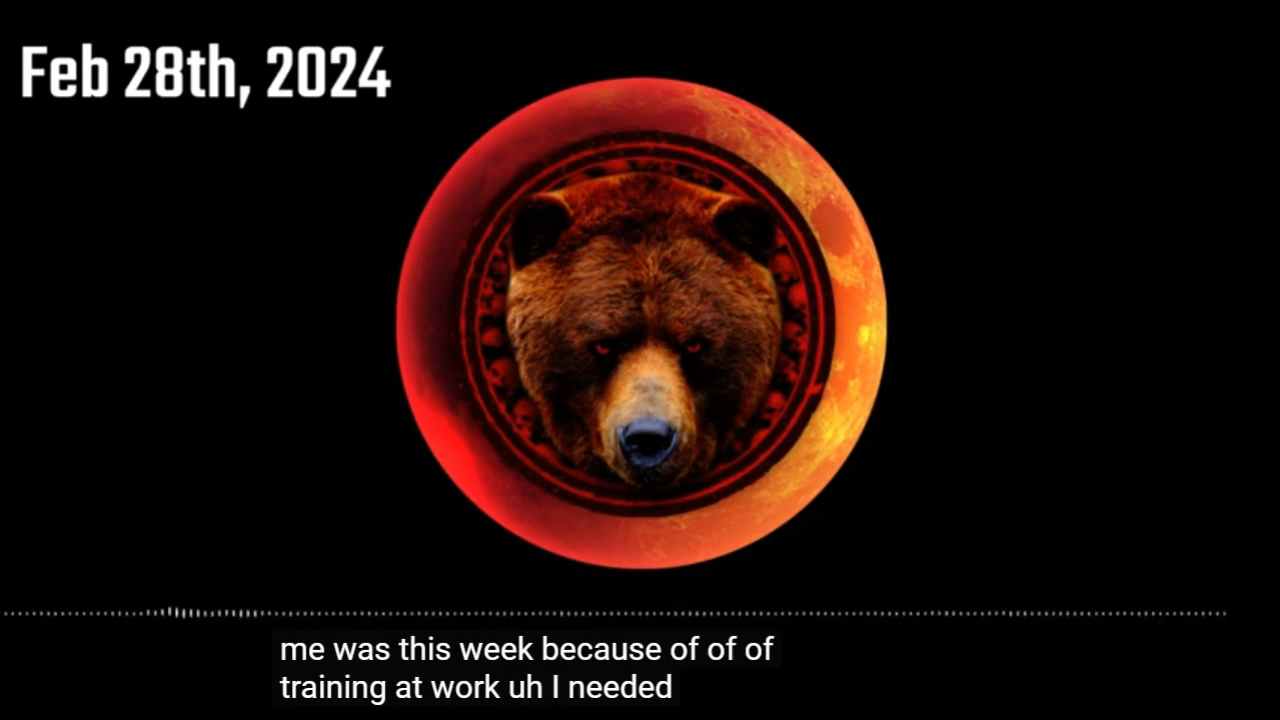 Feb 28th, 2024
me was this week because of of of
training at work uh I needed